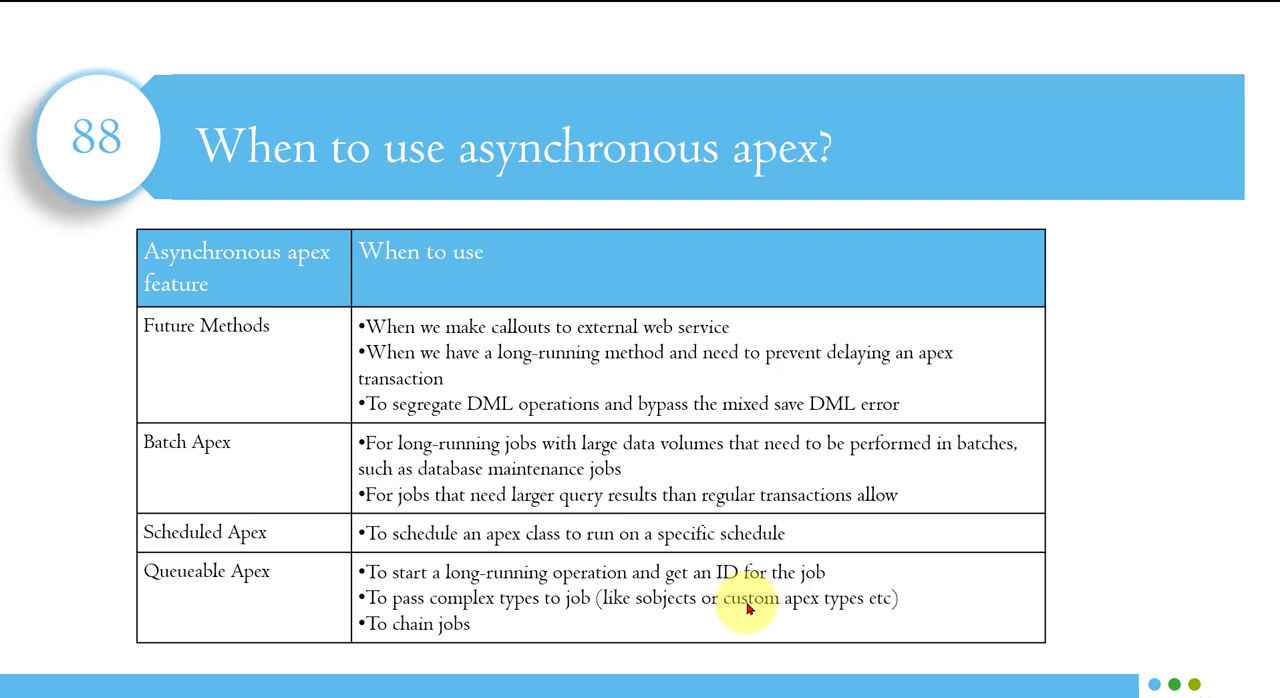 88
When to use asynchronous apex?
Asynchronous apex
feature
When to use
Future Methods
•When we make callouts to external web service
•When we have a long-running method and need to prevent delaying an apex
transaction
•To segregate DML operations and bypass the mixed save DML error
Batch Apex
•For long-running jobs with large data volumes that need to be performed in batches,
such as database maintenance jobs
•For jobs that need larger query results than regular transactions allow
Scheduled Apex
•To schedule an apex class to run on a specific schedule
Queueable Apex
•To start a long-running operation and get an ID for the job
•To pass complex types to job (like sobjects or custom apex types etc)
•To chain jobs